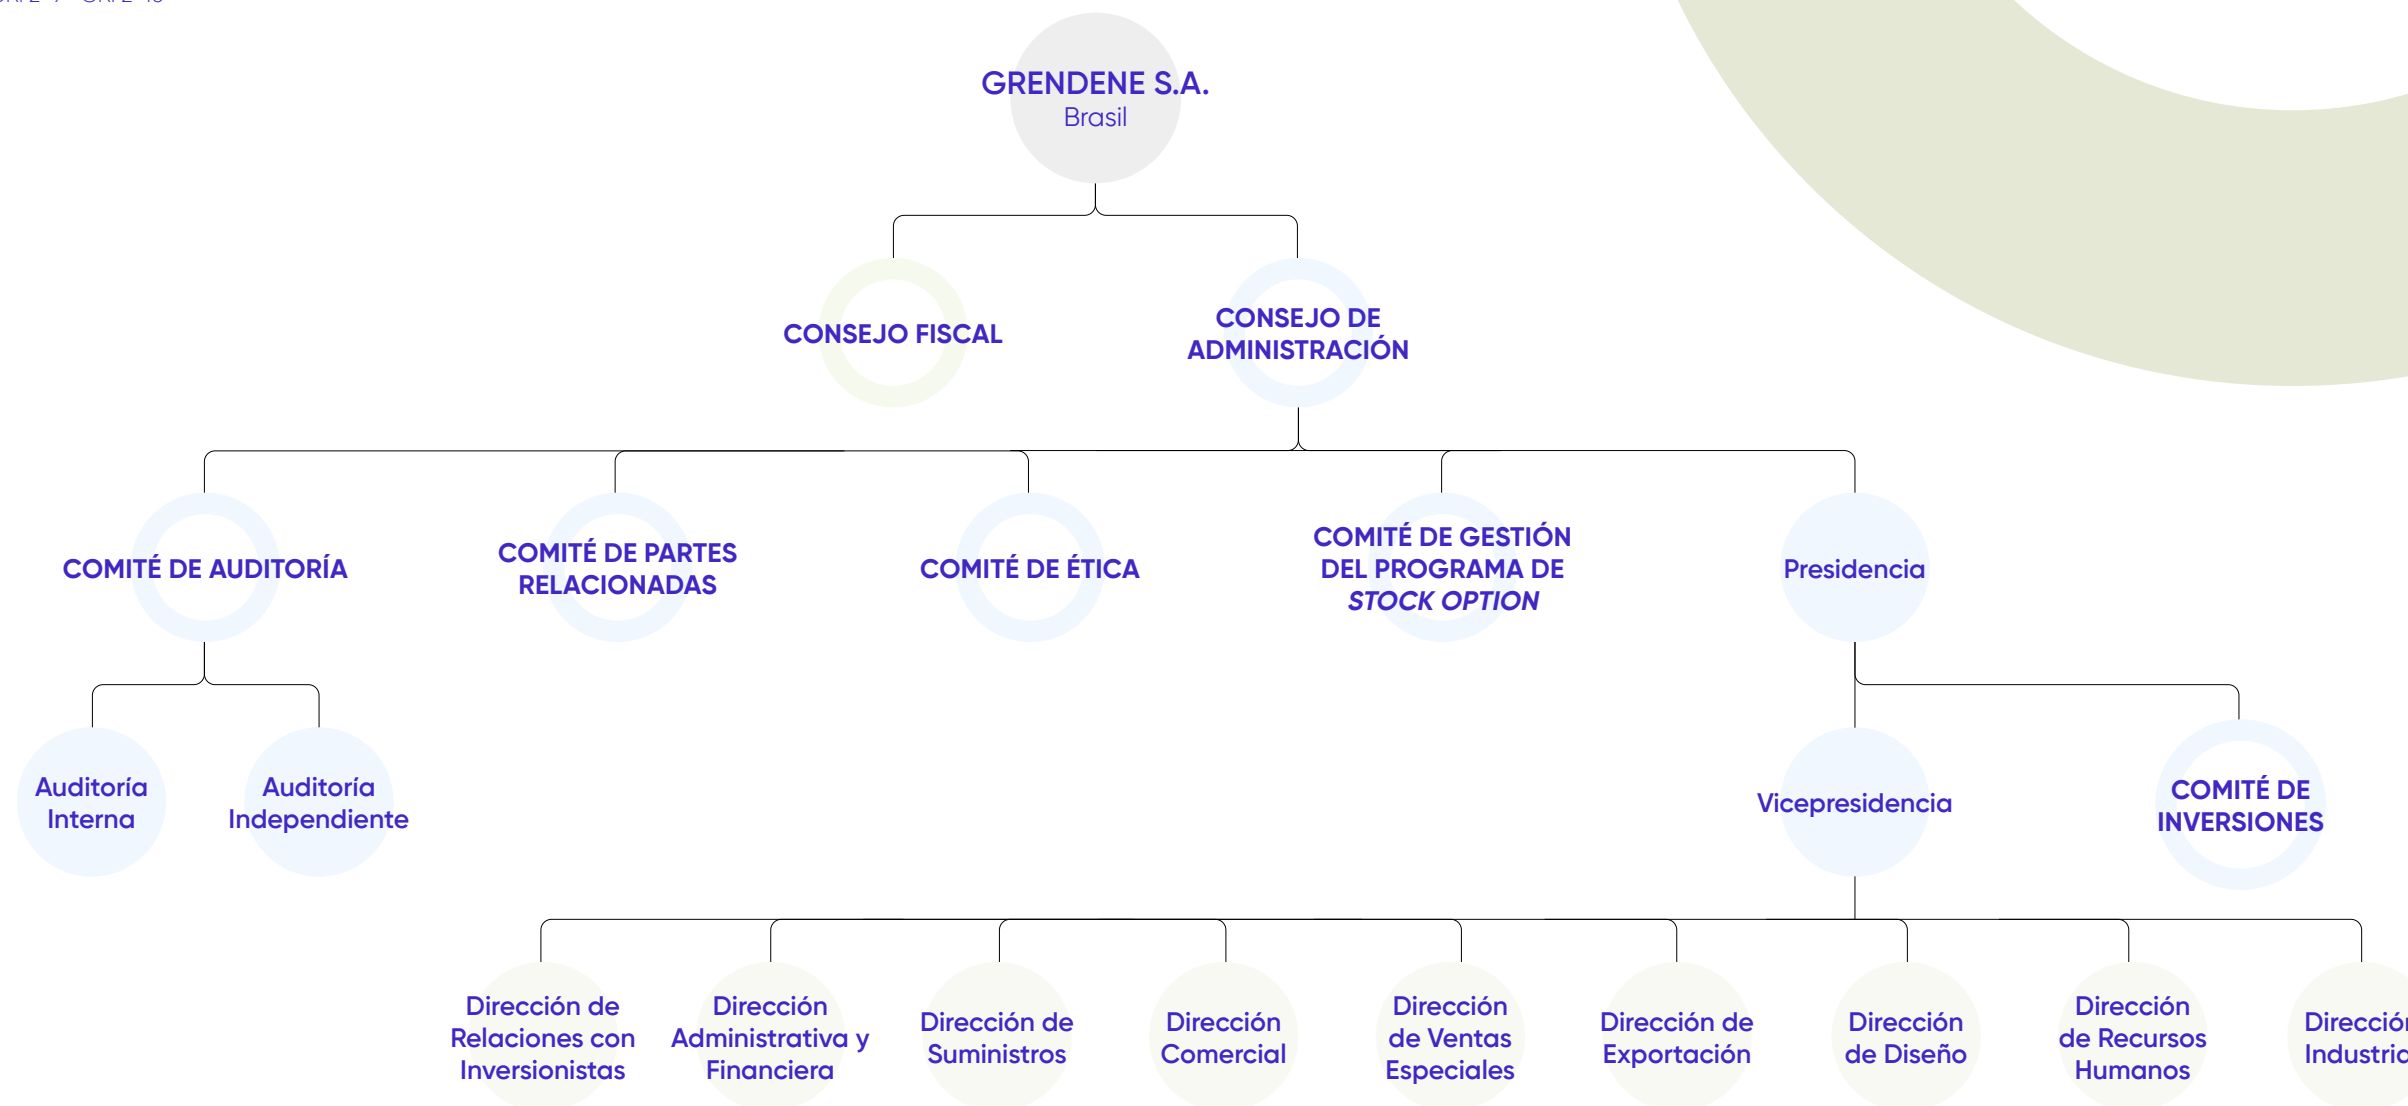 GRENDENE S.A.
Brasil
CONSEJO FISCAL
CONSEJO DE
ADMINISTRACIÓN
COMITÉ DE AUDITORÍA
COMITÉ DE PARTES
RELACIONADAS
COMITÉ DE ÉTICA
COMITÉ DE GESTIÓN
DEL PROGRAMA DE
STOCK OPTION
Presidencia
Auditoría
Interna
Auditoría
Independiente
Vicepresidencia
COMITÉ DE
INVERSIONES
Dirección de
Relaciones con
Inversionistas
Dirección
Administrativa y
Financiera
Dirección de
Suministros
Dirección
Comercial
Dirección
de Ventas
Especiales
Dirección de
Exportación
Dirección
de Diseño
Dirección
de Recursos
Humanos